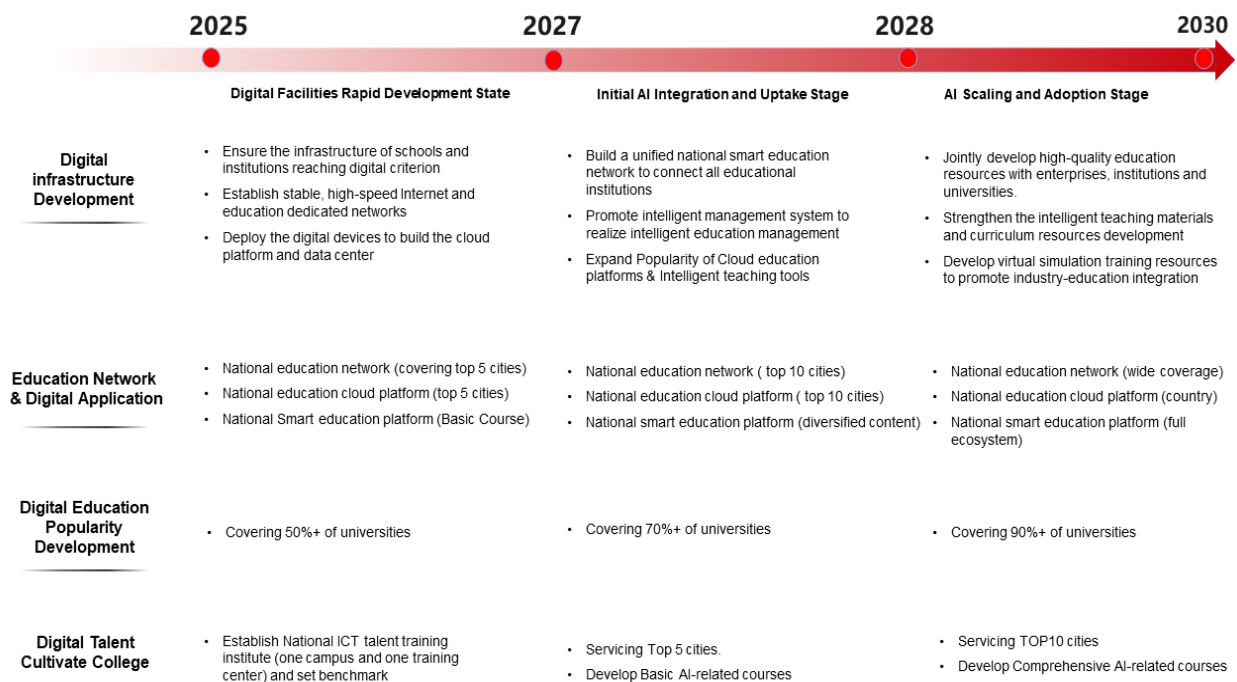 2025 2027 2028 2030
Digital Facilities Rapid Development State
Initial AI Integration and Uptake Stage
AI Scaling and Adoption Stage
Digital
infrastructure
Development
• Ensure the infrastructure of schools and
institutions reaching digital criterion
• Establish stable, high-speed Internet and
education dedicated networks
• Deploy the digital devices to build the cloud
platform and data center
• Build a unified national smart education
network to connect all educational
institutions
• Promote intelligent management system to
realize intelligent education management
• Expand Popularity of Cloud education
platforms & Intelligent teaching tools
• Jointly develop high-quality education
resources with enterprises, institutions and
universities.
• Strengthen the intelligent teaching materials
and curriculum resources development
• Develop virtual simulation training resources
to promote industry-education integration
Education Network
& Digital Application
• National education network (covering top 5 cities)
• National education cloud platform (top 5 cities)
• National Smart education platform (Basic Course)
• National education network ( top 10 cities)
• National education cloud platform ( top 10 cities)
• National smart education platform (diversified content)
• National education network (wide coverage)
• National education cloud platform (country)
• National smart education platform (full
ecosystem)
Digital Education
Popularity
Development
• Covering 50%+ of universities
• Covering 70%+ of universities
• Covering 90%+ of universities
Digital Talent
Cultivate College
• Establish National ICT talent training
institute (one campus and one training
center) and set benchmark
• Servicing Top 5 cities.
• Develop Basic AI-related courses
• Servicing TOP10 cities
• Develop Comprehensive AI-related courses